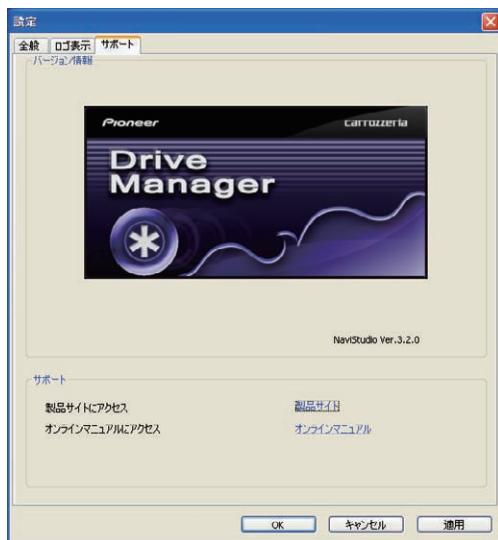 設定
全般 ロゴ表示 サポート
バージョン情報
Pioneer carrozzeria
Drive
Manager
NaviStudio Ver.3.2.0
サポート
製品サイトにアクセス 製品サイト
オンラインマニュアルにアクセス オンラインマニュアル
OK キャンセル 適用